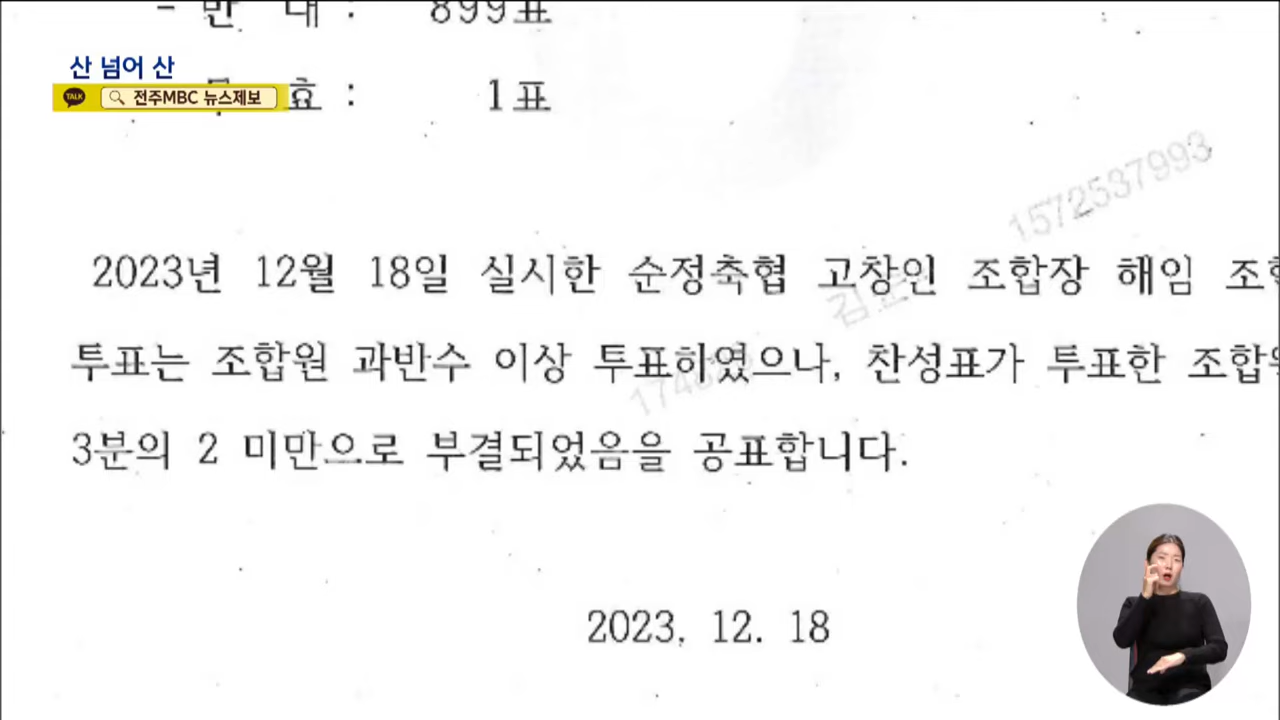 - 반 대 : 899표
산 넘어 산
TALK 전주MBC 뉴스제보
효 : 1표
1572537993
2023년 12월 18일 실시한 순정축협 고창인 조합장 해임
투표는 조합원 과반수 이상 투표하였으나, 찬성표가 투표한
3분의 2 미만으로 부결되었음을 공표합니다.
2023. 12. 18